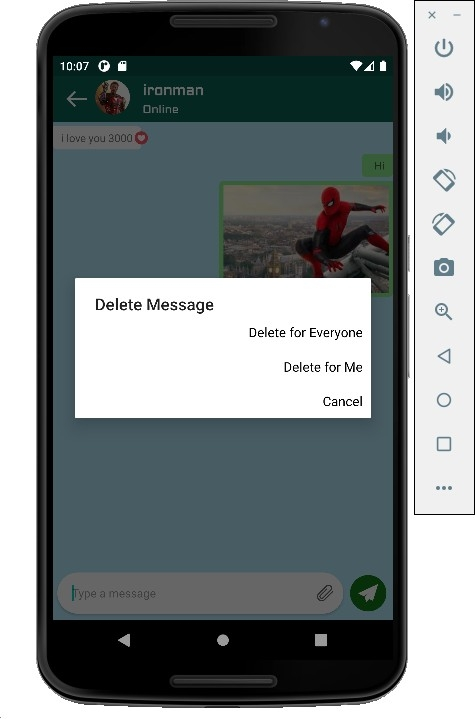 10:07
ironman
Online
i love you 3000
Hi
Delete Message
Delete for Everyone
Delete for Me
Cancel
Type a message